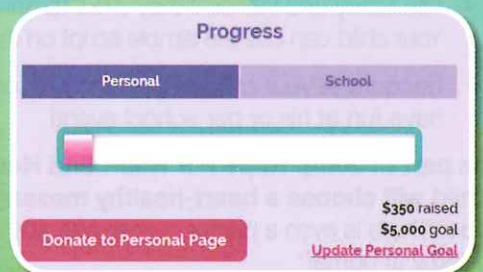 Progress
Personal
School
$350 raised
$5,000 goal
Donate to Personal Page
Update Personal Goal